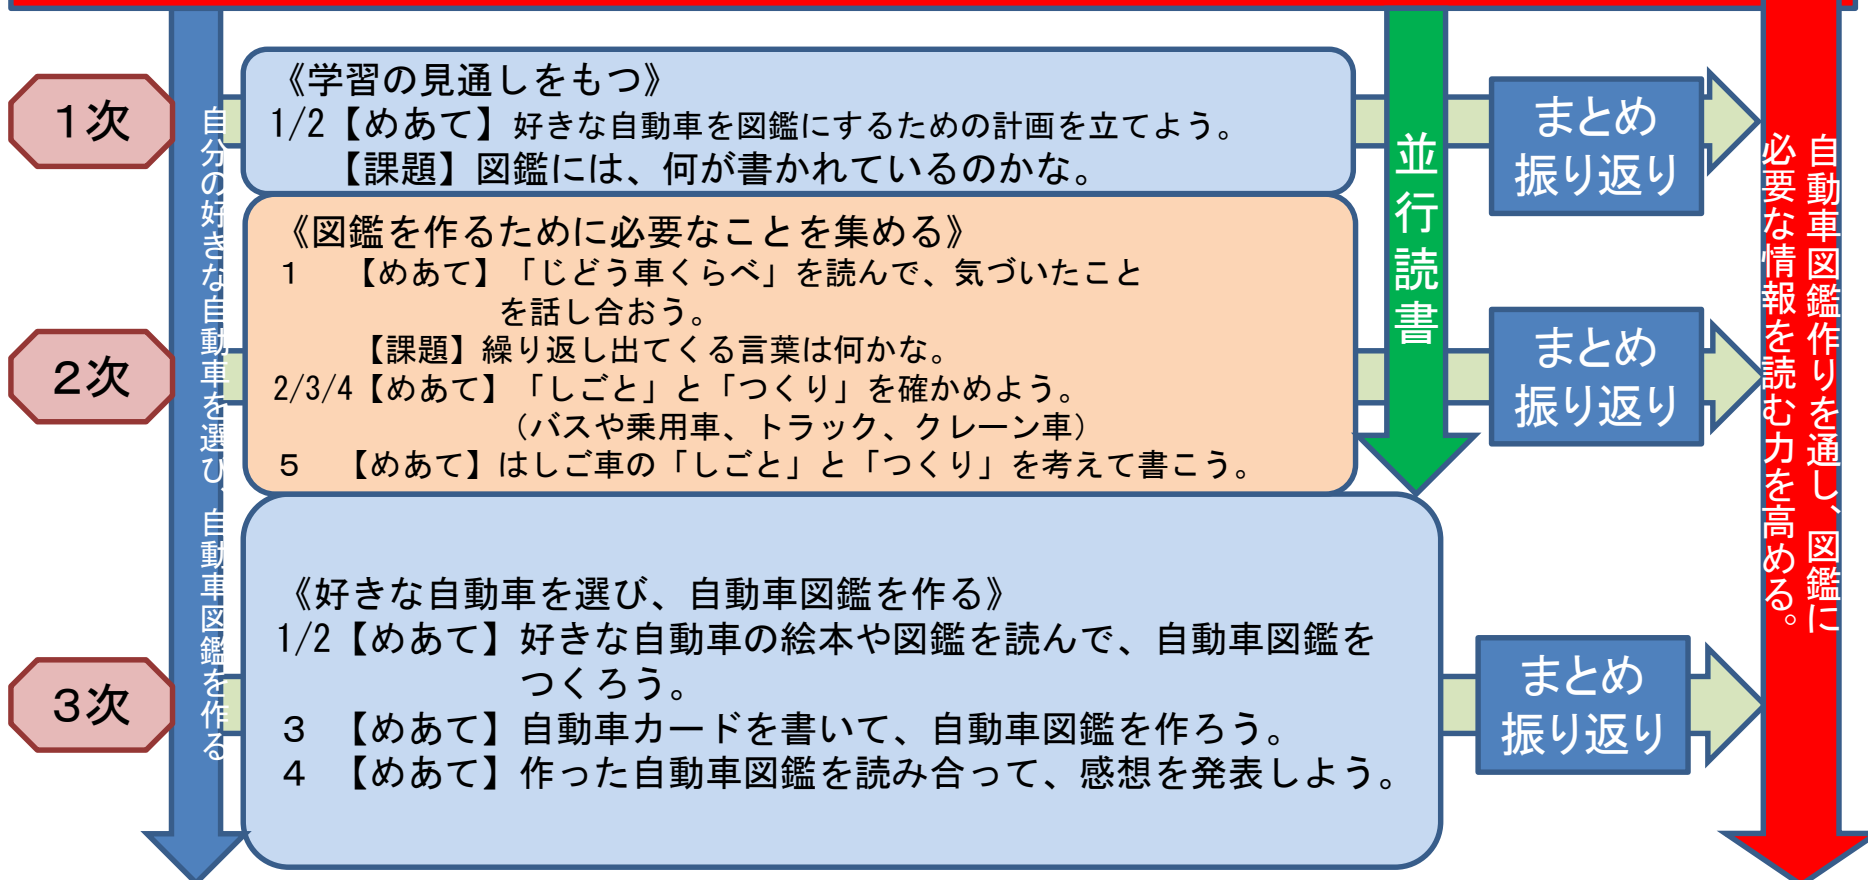 １次
《学習の見通しをもつ》
1/2【めあて】好きな自動車を図鑑にするための計画を立てよう。
【課題】図鑑には、何が書かれているのかな。
まとめ
振り返り
２次
《図鑑を作るために必要なことを集める》
１　【めあて】「じどう車くらべ」を読んで、気づいたこと
を話し合おう。
【課題】繰り返し出てくる言葉は何かな。
2/3/4【めあて】「しごと」と「つくり」を確かめよう。
（バスや乗用車、トラック、クレーン車）
５　【めあて】はしご車の「しごと」と「つくり」を考えて書こう。
まとめ
振り返り
３次
《好きな自動車を選び、自動車図鑑を作る》
1/2【めあて】好きな自動車の絵本や図鑑を読んで、自動車図鑑を
つくろう。
３　【めあて】自動車カードを書いて、自動車図鑑を作ろう。
４　【めあて】作った自動車図鑑を読み合って、感想を発表しよう。
まとめ
振り返り
自分の好きな自動車を選び、自動車図鑑を作る
並行読書
自動車図鑑作りを通し、図鑑に
必要な情報を読む力を高める。